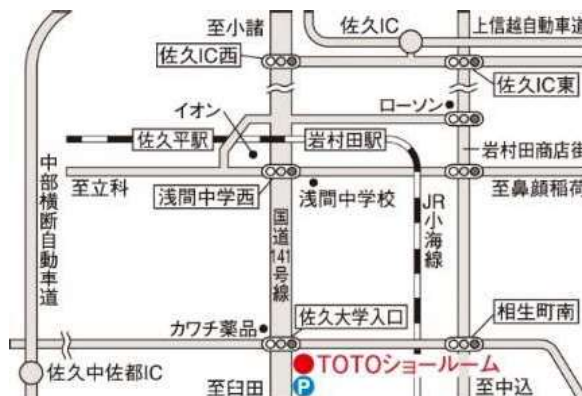 至小諸
佐久IC
上信越自動車道
佐久IC西
佐久IC東
ローソン
イオン
佐久平駅
岩村田駅
岩村田商店街
至立科
浅間中学西
浅間中学校
至鼻顔稲荷
中部横断自動車道
国道141号線
JR小海線
カワチ薬品
佐久大学入口
相生町南
TOTOショールーム
佐久中佐都IC
至臼田
P
至中込